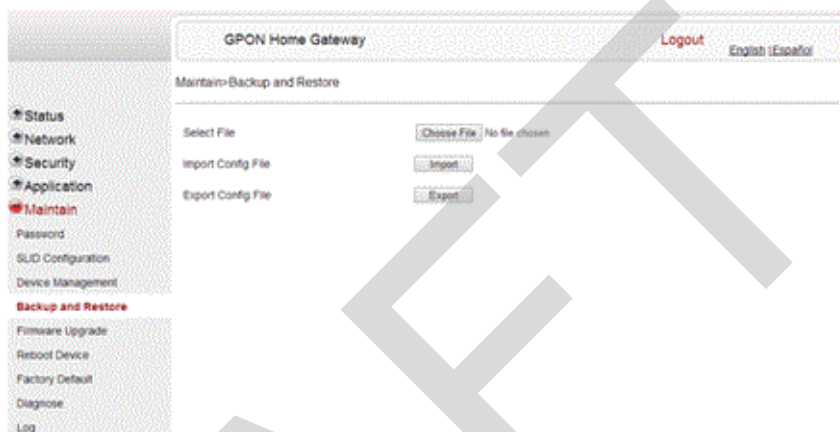 GPON Home Gateway
Logout
English | Español
Maintain>Backup and Restore
Status
Network
Security
Application
Maintain
Password
SLID Configuration
Device Management
Backup and Restore
Firmware Upgrade
Reboot Device
Factory Default
Diagnose
Log
Select File
Choose File No file chosen
Import Config File
Import
Export Config File
Export